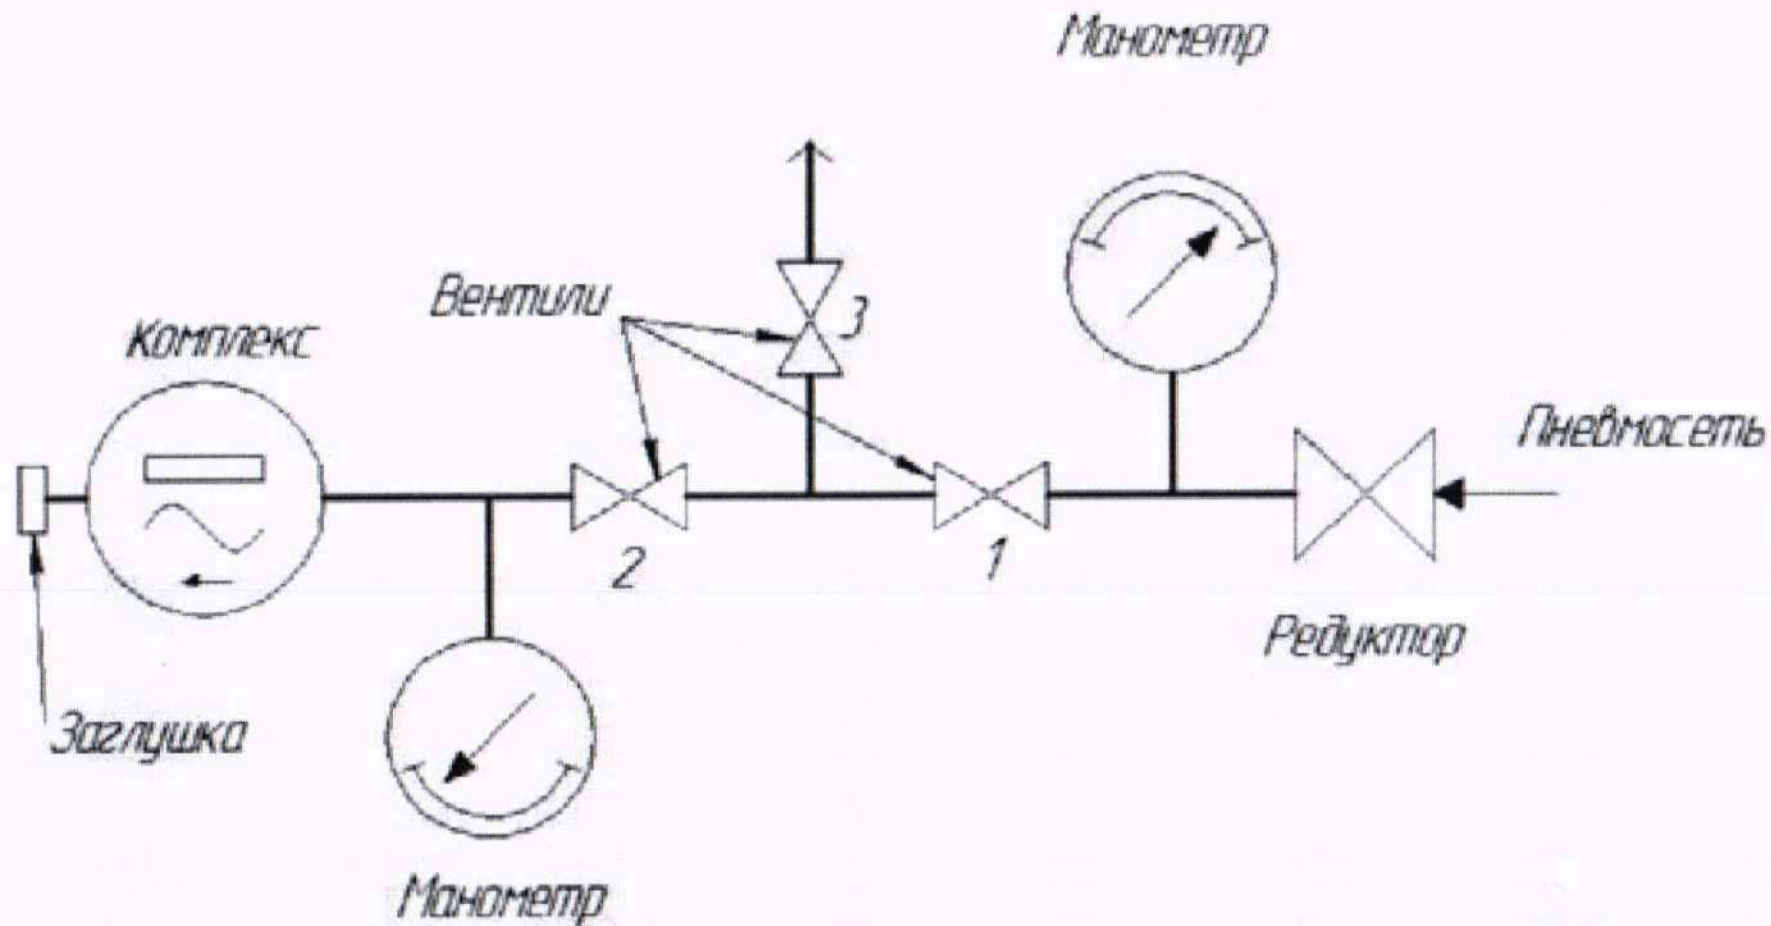 Манометр
Вентили
3
Комплекс
Пневмосеть
2
1
Редуктор
Заглушка
Манометр